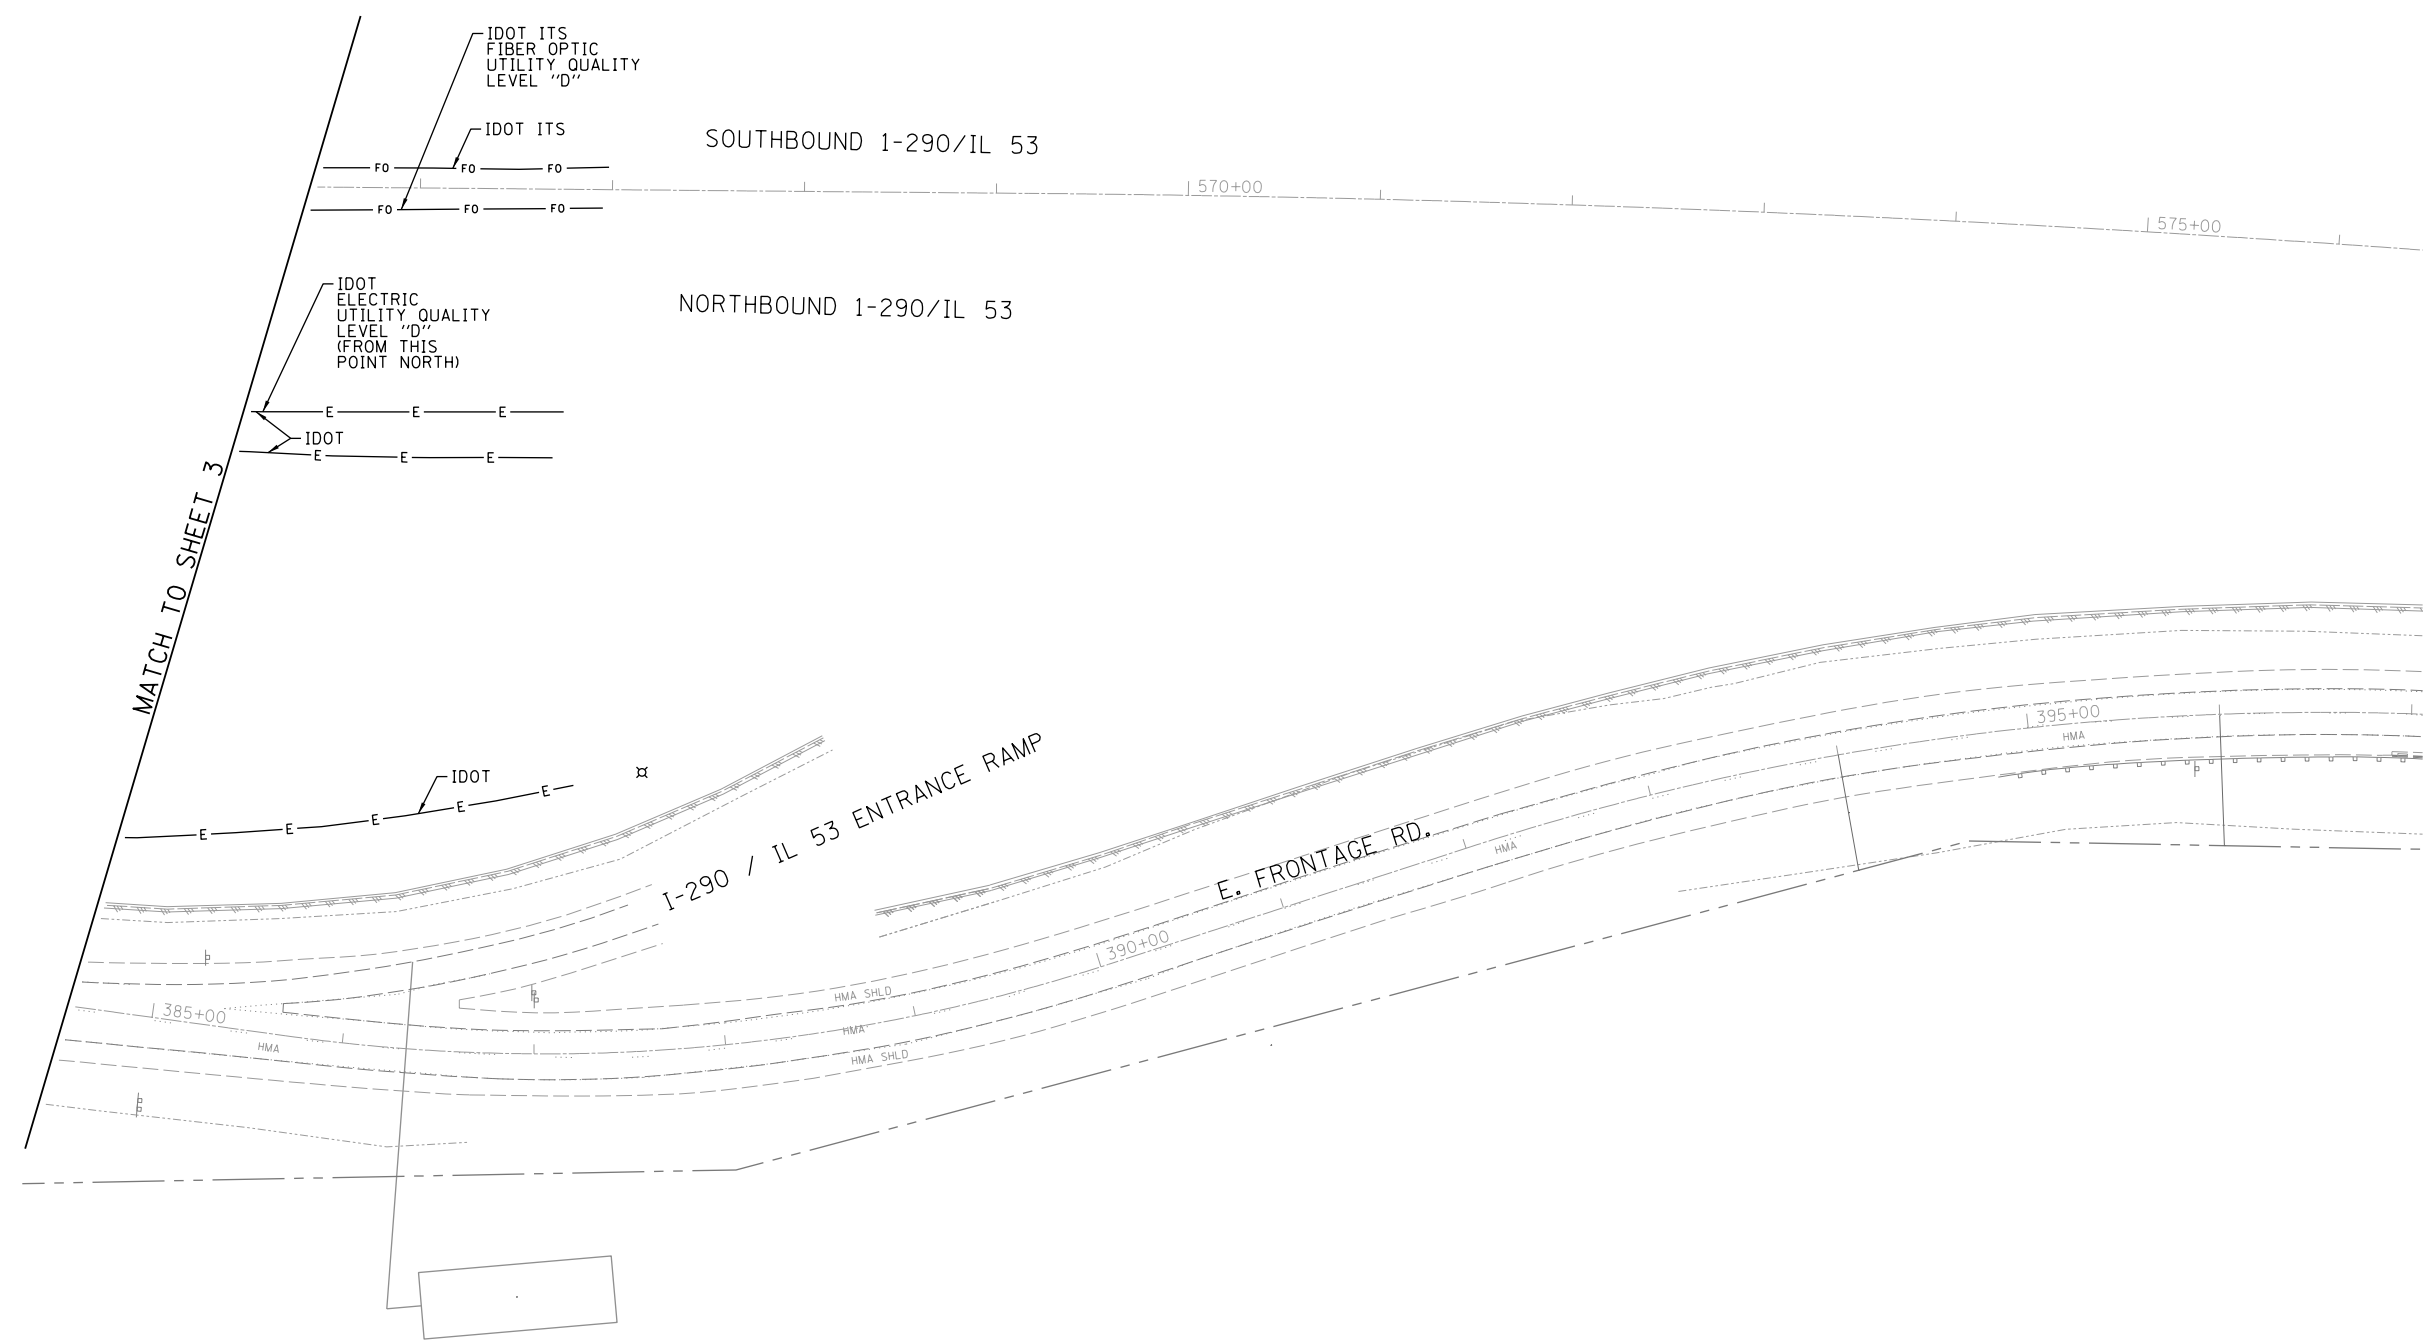 IDOT ITS
FIBER OPTIC
UTILITY QUALITY
LEVEL "D"
IDOT ITS
SOUTHBOUND 1-290/IL 53
FO FO FO
570+00
FO FO FO
575+00
IDOT
ELECTRIC
UTILITY QUALITY
LEVEL "D"
(FROM THIS
POINT NORTH)
NORTHBOUND 1-290/IL 53
E E E
IDOT
E E E
MATCH TO SHEET 3
IDOT
E E E E E
I-290 / IL 53 ENTRANCE RAMP
E. FRONTAGE RD.
395+00
HMA
HMA
390+00
HMA SHLD
385+00
HMA
HMA
HMA SHLD